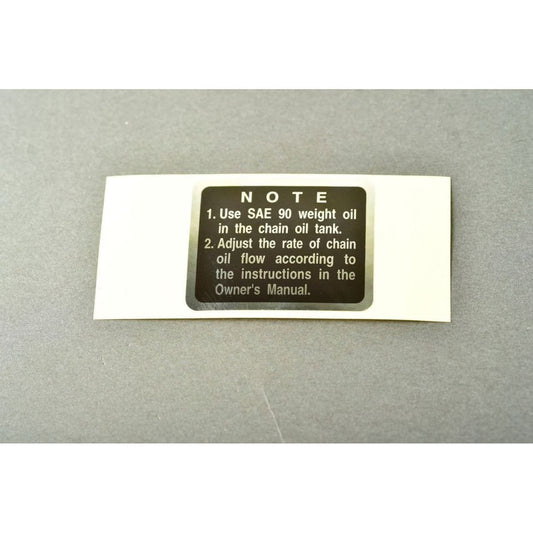 NOTE
1. Use SAE 90 weight oil
in the chain oil tank.
2. Adjust the rate of chain
oil flow according to
the instructions in the
Owner's Manual.